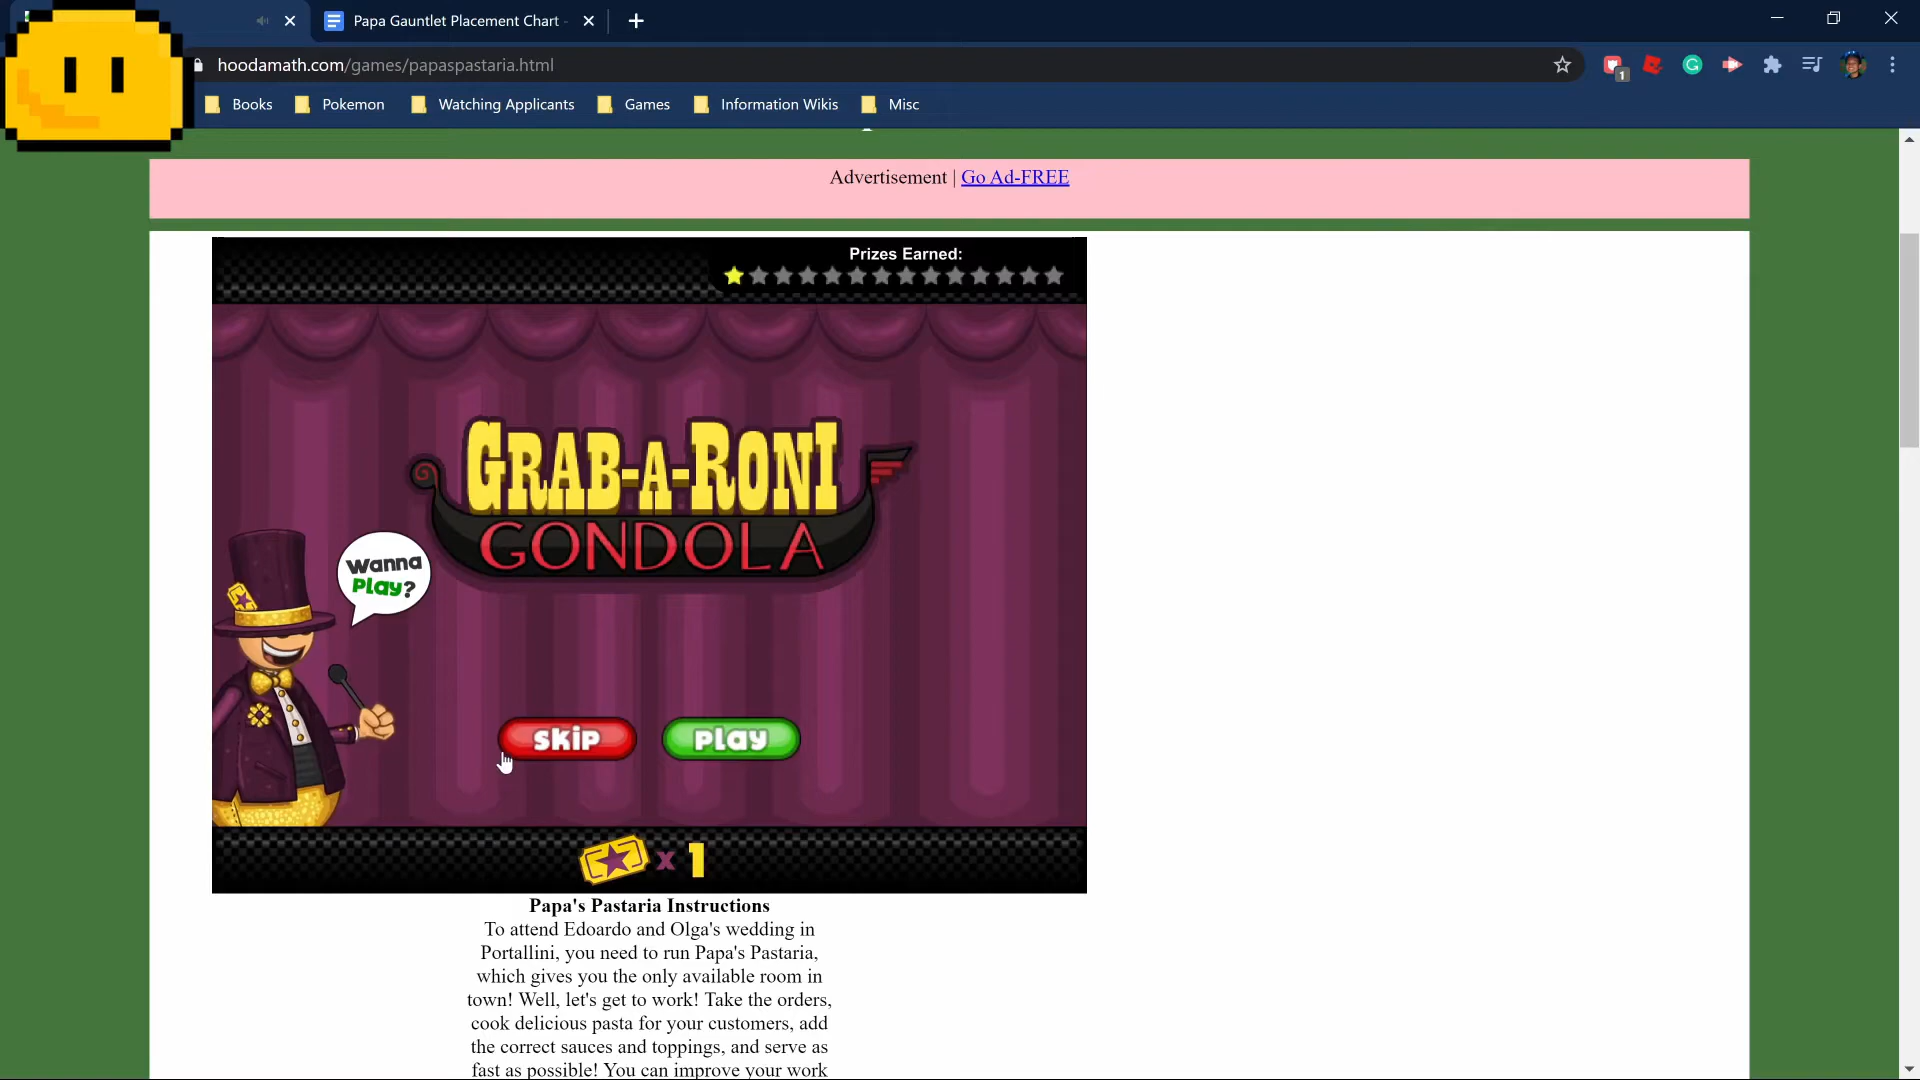 Papa Gauntlet Placement Chart -
hoodamath.com/games/papaspastaria.html
1
Books
Pokemon
Watching Applicants
Games
Information Wikis
Misc
Advertisement | Go Ad-FREE
Prizes Earned:
GRAB-A-RONI
GONDOLA
Wanna
Play?
skip
play
x 1
Papa's Pastaria Instructions
To attend Edoardo and Olga's wedding in
Portallini, you need to run Papa's Pastaria,
which gives you the only available room in
town! Well, let's get to work! Take the orders,
cook delicious pasta for your customers, add
the correct sauces and toppings, and serve as
fast as possible! You can improve your work